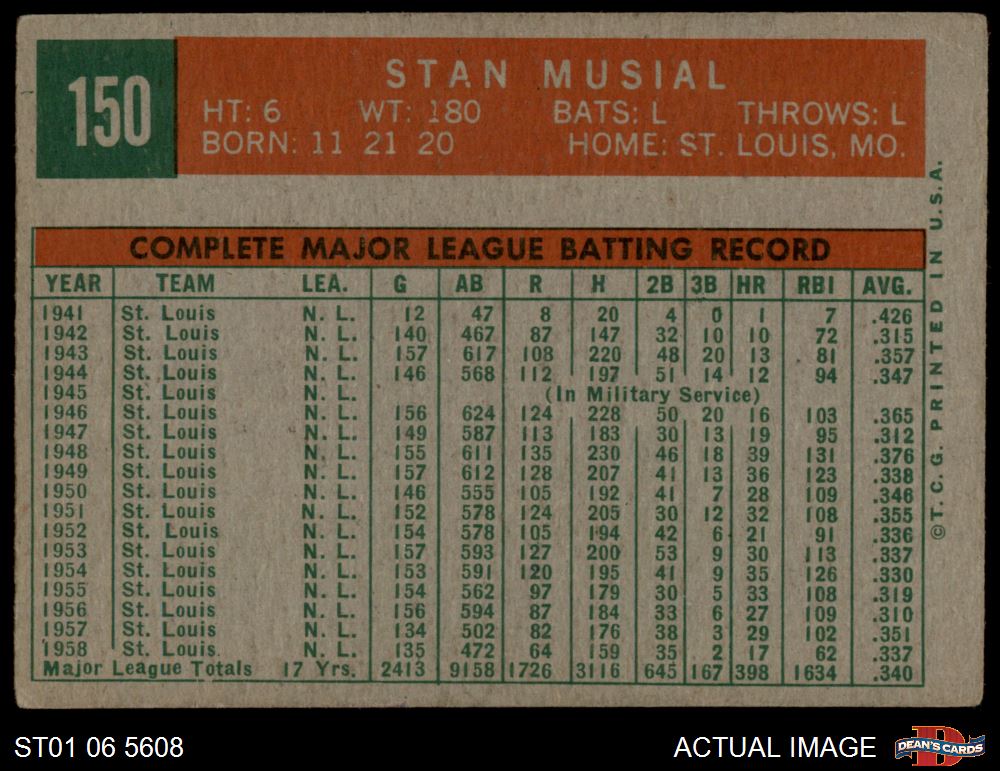 150
STAN MUSIAL
HT: 6 WT: 180 BATS: L THROWS: L
BORN: 11 21 20 HOME: ST. LOUIS, MO.
COMPLETE MAJOR LEAGUE BATTING RECORD
YEAR TEAM LEA. G AB R H 2B 3B HR RBI AVG.
1941 St. Louis N. L. 12 47 8 20 4 0 1 7 .426
1942 St. Louis N. L. 140 467 87 147 32 10 10 72 .315
1943 St. Louis N. L. 157 617 108 220 48 20 13 81 .357
1944 St. Louis N. L. 146 568 112 197 51 14 12 94 .347
1945 St. Louis N. L. (In Military Service)
1946 St. Louis N. L. 156 624 124 228 50 20 16 103 .365
1947 St. Louis N. L. 149 587 113 183 30 13 19 95 .312
1948 St. Louis N. L. 155 611 135 230 46 18 39 131 .376
1949 St. Louis N. L. 157 612 128 207 41 13 36 123 .338
1950 St. Louis N. L. 146 555 105 192 41 7 28 109 .346
1951 St. Louis N. L. 152 578 124 205 30 12 32 108 .355
1952 St. Louis N. L. 154 578 105 194 42 6 21 91 .336
1953 St. Louis N. L. 157 593 127 200 53 9 30 113 .337
1954 St. Louis N. L. 153 591 120 195 41 9 35 126 .330
1955 St. Louis N. L. 154 562 97 179 30 5 33 108 .319
1956 St. Louis N. L. 156 594 87 184 33 6 27 109 .310
1957 St. Louis N. L. 134 502 82 176 38 3 29 102 .351
1958 St. Louis N. L. 135 472 64 159 35 2 17 62 .337
Major League Totals 17 Yrs. 2413 9158 1726 3116 645 167 398 1634 .340
©T.C.G. PRINTED IN U.S.A.
ST01 06 5608
ACTUAL IMAGE
D
DEAN'S CARDS